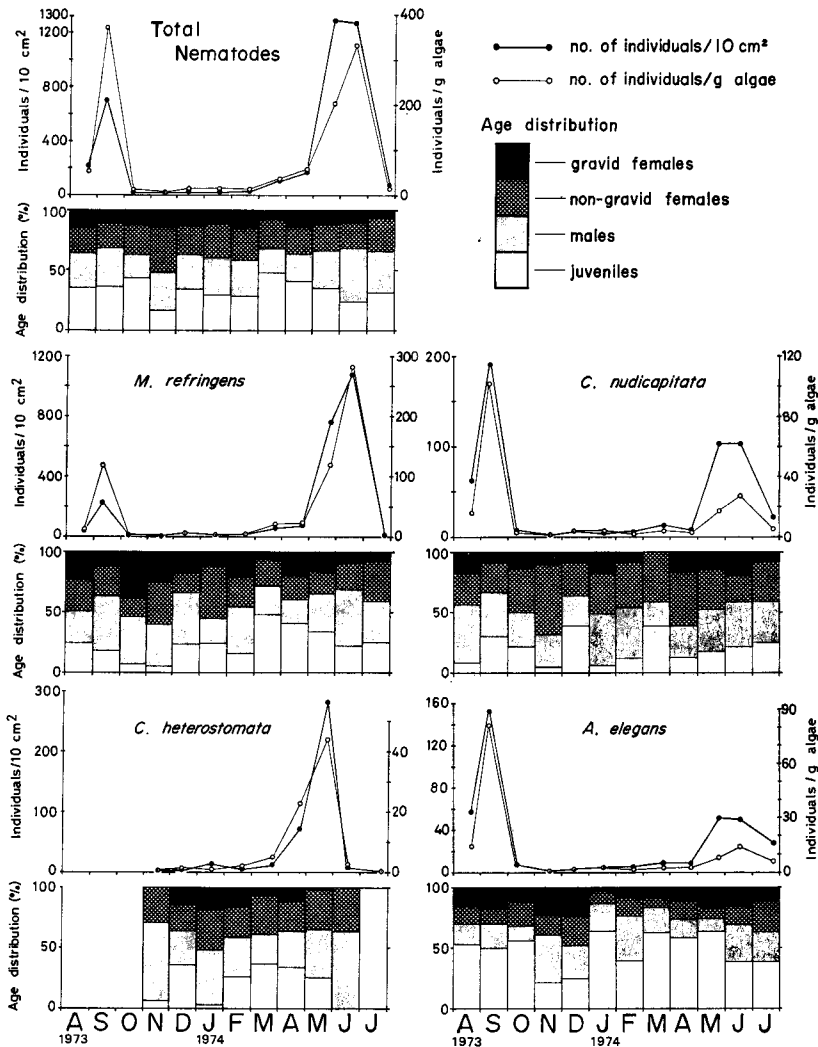 Total
Nematodes
Individuals / 10 cm²
1300
1200
800
400
0
400
200
0
Individuals/g algae
no. of individuals/10 cm²
no. of individuals/g algae
Age distribution
gravid females
non-gravid females
males
juveniles
Age distribution (%)
100
50
0
M. refringens
Individuals/10 cm²
1200
800
400
0
300
200
100
0
C. nudicapitata
200
100
0
120
80
40
0
Individuals/g algae
Age distribution (%)
100
50
0
100
50
0
C. heterostomata
Individuals/10 cm²
300
200
100
0
40
20
0
A. elegans
160
120
80
40
0
90
60
30
0
Individuals / g algae
Age distribution (%)
100
50
0
100
50
0
A S O N D J F M A M J J
1973 1974
A S O N D J F M A M J J
1973 1974